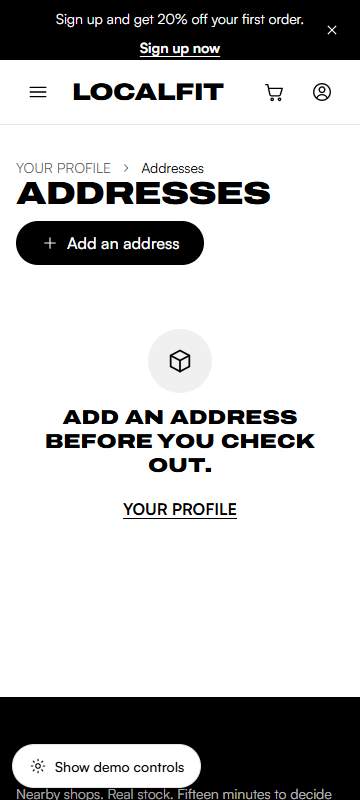 Sign up and get 20% off your first order.
Sign up now
LOCALFIT
YOUR PROFILE > Addresses
ADDRESSES
+ Add an address
ADD AN ADDRESS
BEFORE YOU CHECK
OUT.
YOUR PROFILE
Show demo controls
Nearby shops. Real stock. Fifteen minutes to decide